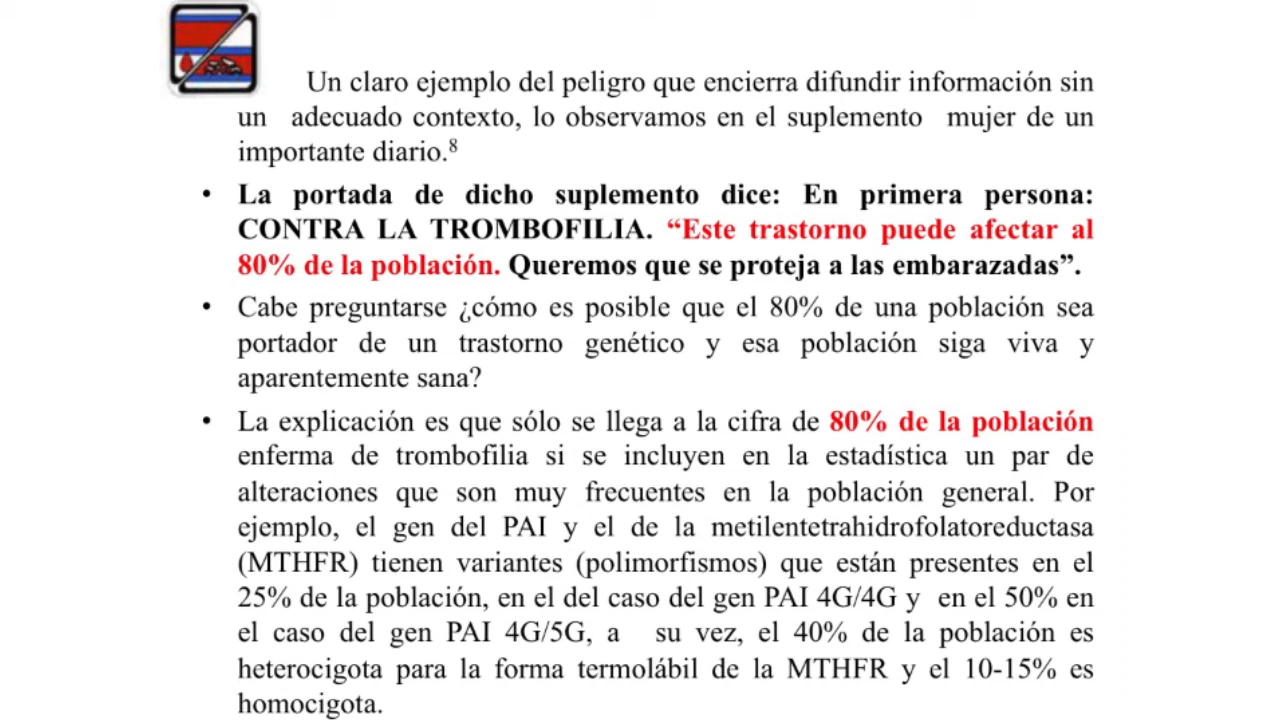 Un claro ejemplo del peligro que encierra difundir información sin
un adecuado contexto, lo observamos en el suplemento mujer de un
importante diario.⁸
• La portada de dicho suplemento dice: En primera persona:
CONTRA LA TROMBOFILIA. “Este trastorno puede afectar al
80% de la población. Queremos que se proteja a las embarazadas”.
• Cabe preguntarse ¿cómo es posible que el 80% de una población sea
portador de un trastorno genético y esa población siga viva y
aparentemente sana?
• La explicación es que sólo se llega a la cifra de 80% de la población
enferma de trombofilia si se incluyen en la estadística un par de
alteraciones que son muy frecuentes en la población general. Por
ejemplo, el gen del PAI y el de la metilentetrahidrofolatoreductasa
(MTHFR) tienen variantes (polimorfismos) que están presentes en el
25% de la población, en el del caso del gen PAI 4G/4G y en el 50% en
el caso del gen PAI 4G/5G, a su vez, el 40% de la población es
heterocigota para la forma termolábil de la MTHFR y el 10-15% es
homocigota.